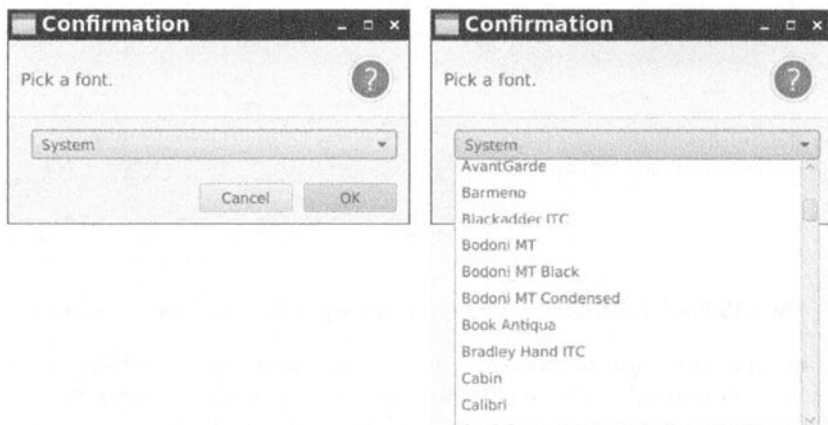 Confirmation
Pick a font.
System
Cancel OK
Confirmation
Pick a font.
System
AvantGarde
Barmeno
Blackadder ITC
Bodoni MT
Bodoni MT Black
Bodoni MT Condensed
Book Antiqua
Bradley Hand ITC
Cabin
Calibri